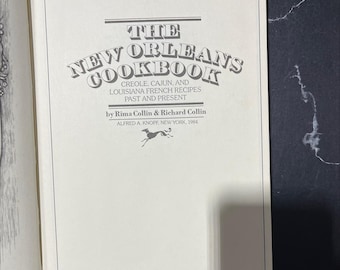 THE
NEW ORLEANS
COOKBOOK
CREOLE, CAJUN, AND
LOUISIANA FRENCH RECIPES
PAST AND PRESENT
by Rima Collin & Richard Collin
ALFRED A. KNOPF, NEW YORK, 1984